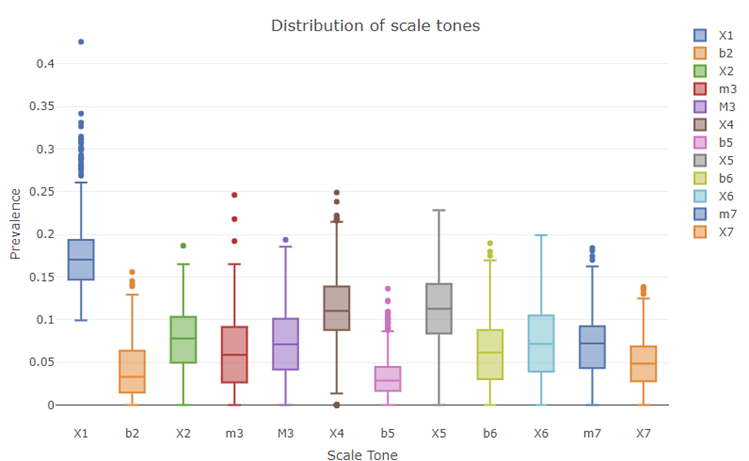 Distribution of scale tones
Prevalence
0.4
0.35
0.3
0.25
0.2
0.15
0.1
0.05
0
X1 b2 X2 m3 M3 X4 b5 X5 b6 X6 m7 X7
Scale Tone
X1
b2
X2
m3
M3
X4
b5
X5
b6
X6
m7
X7